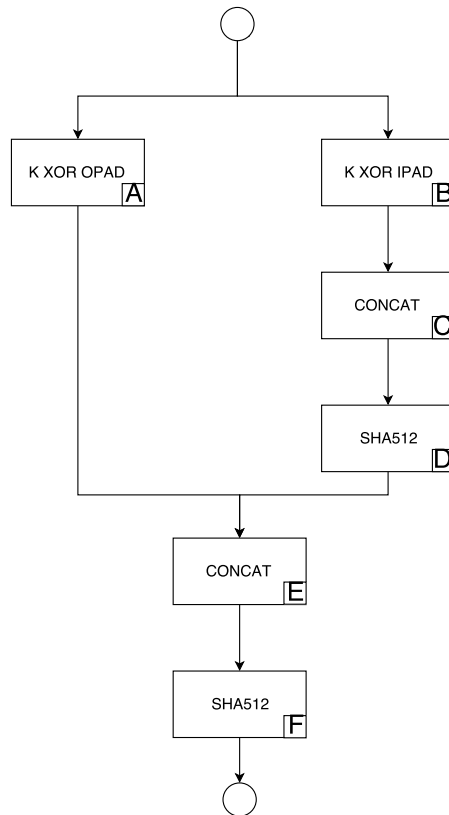 K XOR OPAD
A
K XOR IPAD
B
CONCAT
C
SHA512
D
CONCAT
E
SHA512
F